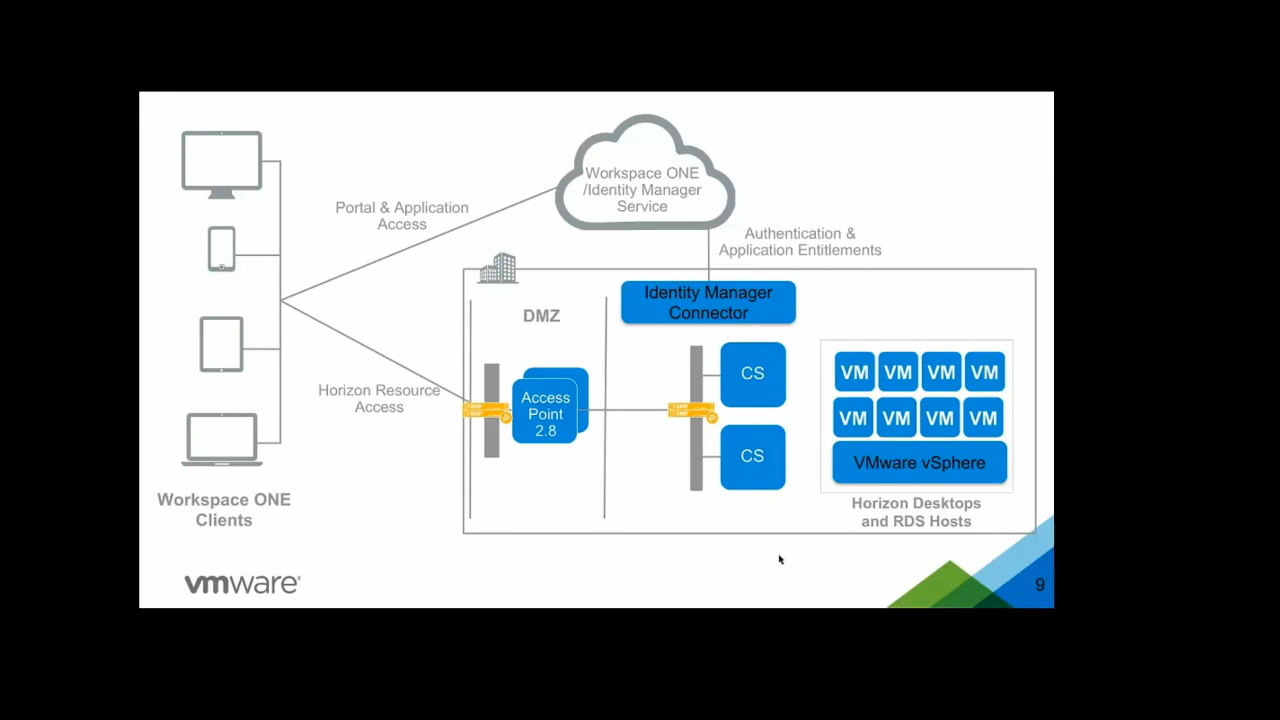 Workspace ONE
/Identity Manager
Service
Portal & Application
Access
Authentication &
Application Entitlements
Identity Manager
Connector
DMZ
CS
VM VM VM VM
Horizon Resource
Access
Access
Point
2.8
VM VM VM VM
CS
VMware vSphere
Workspace ONE
Clients
Horizon Desktops
and RDS Hosts
vmware®
9